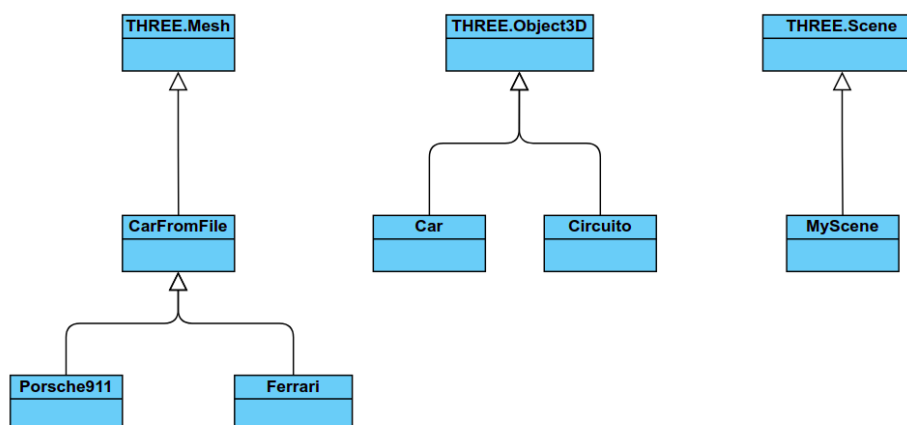 THREE.Mesh
THREE.Object3D
THREE.Scene
CarFromFile
Car
Circuito
MyScene
Porsche911
Ferrari